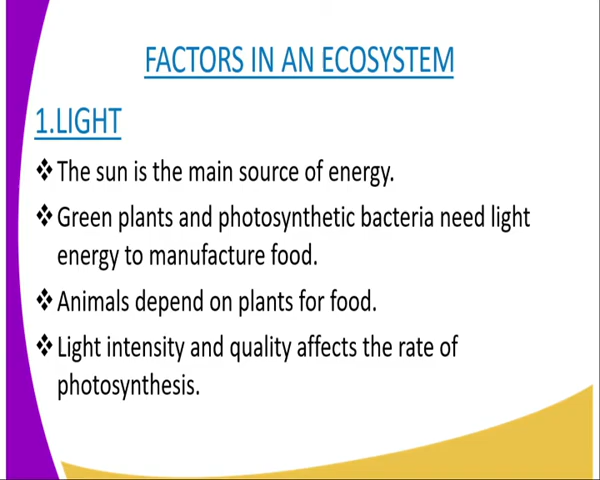 FACTORS IN AN ECOSYSTEM
1.LIGHT
❖The sun is the main source of energy.
❖Green plants and photosynthetic bacteria need light
energy to manufacture food.
❖Animals depend on plants for food.
❖Light intensity and quality affects the rate of
photosynthesis.